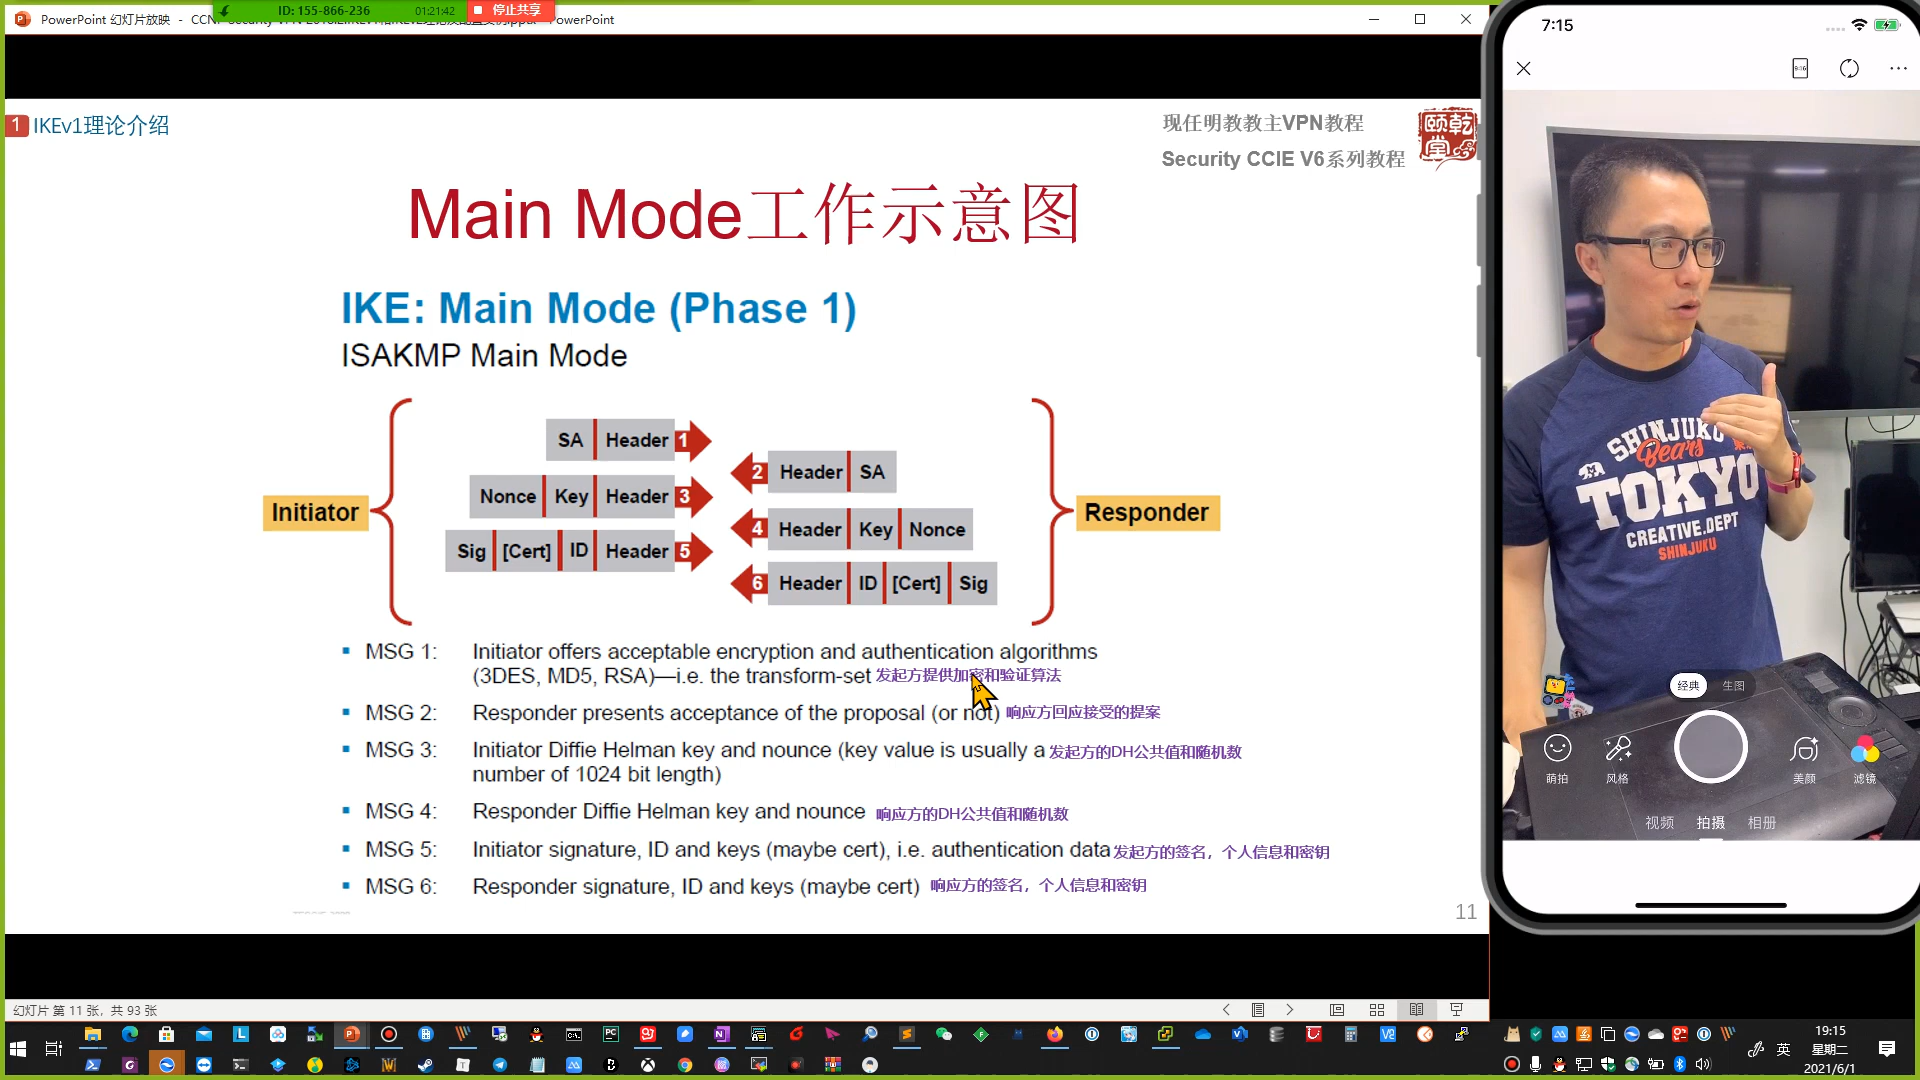 PowerPoint 幻灯片放映 - CCN
ID: 155-866-236
01:21:42
停止共享
PowerPoint
1 IKEv1理论介绍
现任明教教主VPN教程
Security CCIE V6系列教程
颐乾堂
Main Mode工作示意图
IKE: Main Mode (Phase 1)
ISAKMP Main Mode
SA Header 1
2 Header SA
Nonce Key Header 3
Initiator
Responder
4 Header Key Nonce
Sig [Cert] ID Header 5
6 Header ID [Cert] Sig
MSG 1: Initiator offers acceptable encryption and authentication algorithms
(3DES, MD5, RSA)—i.e. the transform-set 发起方提供加密和验证算法
MSG 2: Responder presents acceptance of the proposal (or not) 响应方回应接受的提案
MSG 3: Initiator Diffie Helman key and nounce (key value is usually a 发起方的DH公共值和随机数
number of 1024 bit length)
MSG 4: Responder Diffie Helman key and nounce 响应方的DH公共值和随机数
MSG 5: Initiator signature, ID and keys (maybe cert), i.e. authentication data 发起方的签名，个人信息和密钥
MSG 6: Responder signature, ID and keys (maybe cert) 响应方的签名，个人信息和密钥
11
幻灯片 第 11 张，共 93 张
7:15
9:16
SHINJUKU
Bears
TOKYO
CREATIVE.DEPT
SHINJUKU
经典 生图
萌拍 风格 美颜 滤镜
视频 拍摄 相册
英
19:15
星期二
2021/6/1